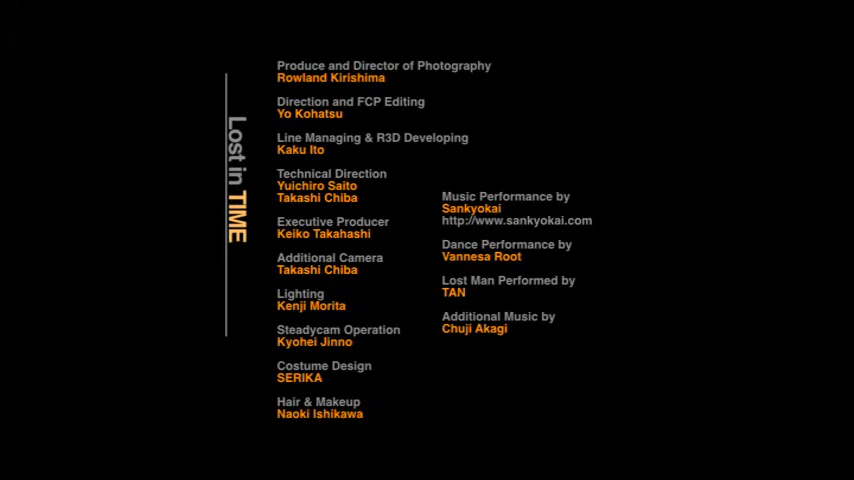 Lost in TIME
Produce and Director of Photography
Rowland Kirishima
Direction and FCP Editing
Yo Kohatsu
Line Managing & R3D Developing
Kaku Ito
Technical Direction
Yuichiro Saito
Takashi Chiba
Executive Producer
Keiko Takahashi
Additional Camera
Takashi Chiba
Lighting
Kenji Morita
Steadycam Operation
Kyohei Jinno
Costume Design
SERIKA
Hair & Makeup
Naoki Ishikawa
Music Performance by
Sankyokai
http://www.sankyokai.com
Dance Performance by
Vannesa Root
Lost Man Performed by
TAN
Additional Music by
Chuji Akagi